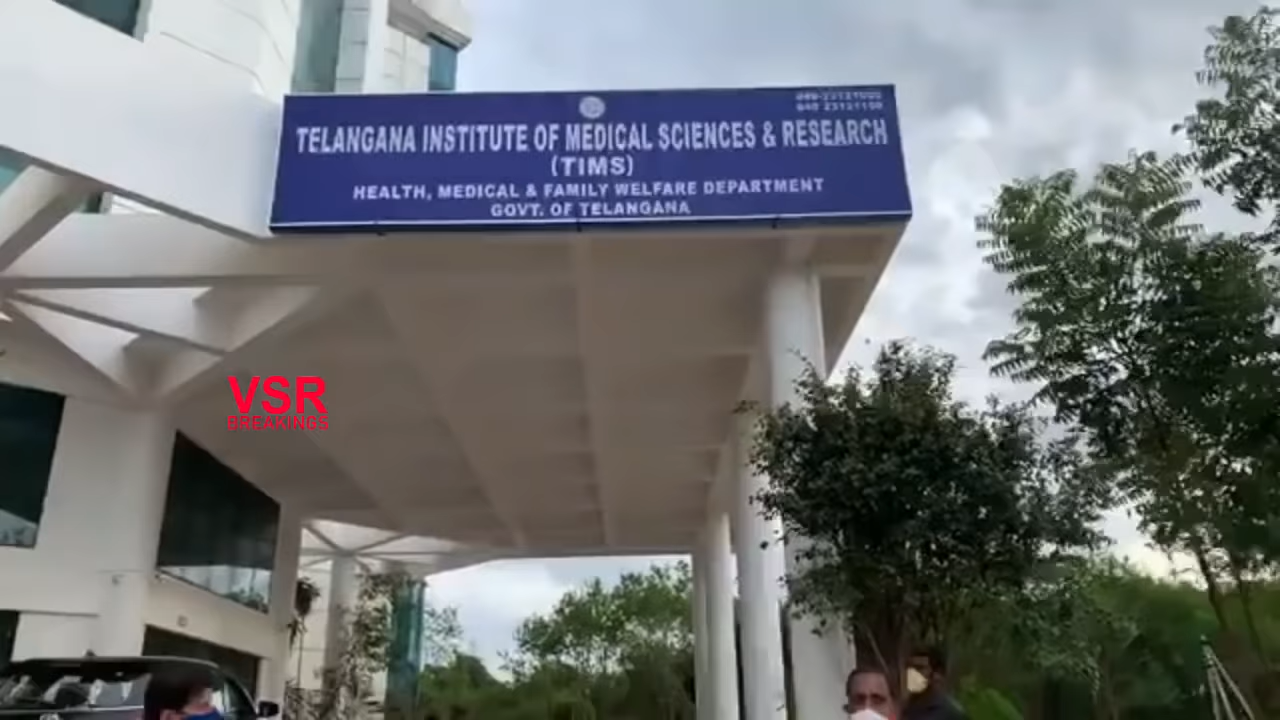 TELANGANA INSTITUTE OF MEDICAL SCIENCES & RESEARCH
(TIMS)
HEALTH, MEDICAL & FAMILY WELFARE DEPARTMENT
GOVT. OF TELANGANA
VSR
BREAKINGS